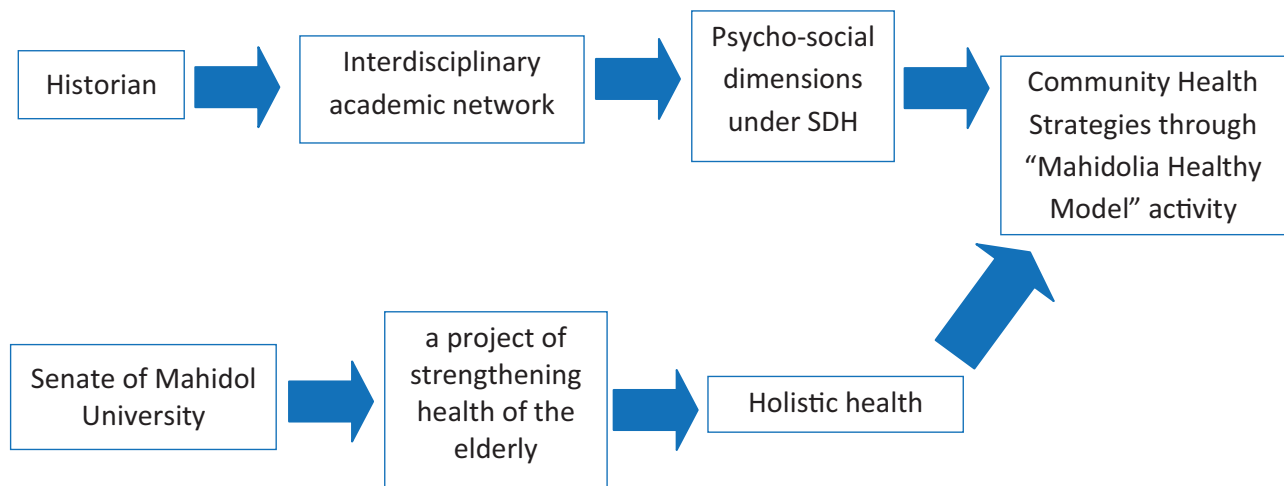 Historian
Interdisciplinary
academic network
Psycho-social
dimensions
under SDH
Community Health
Strategies through
“Mahidolia Healthy
Model” activity
Senate of Mahidol
University
a project of
strengthening
health of the
elderly
Holistic health